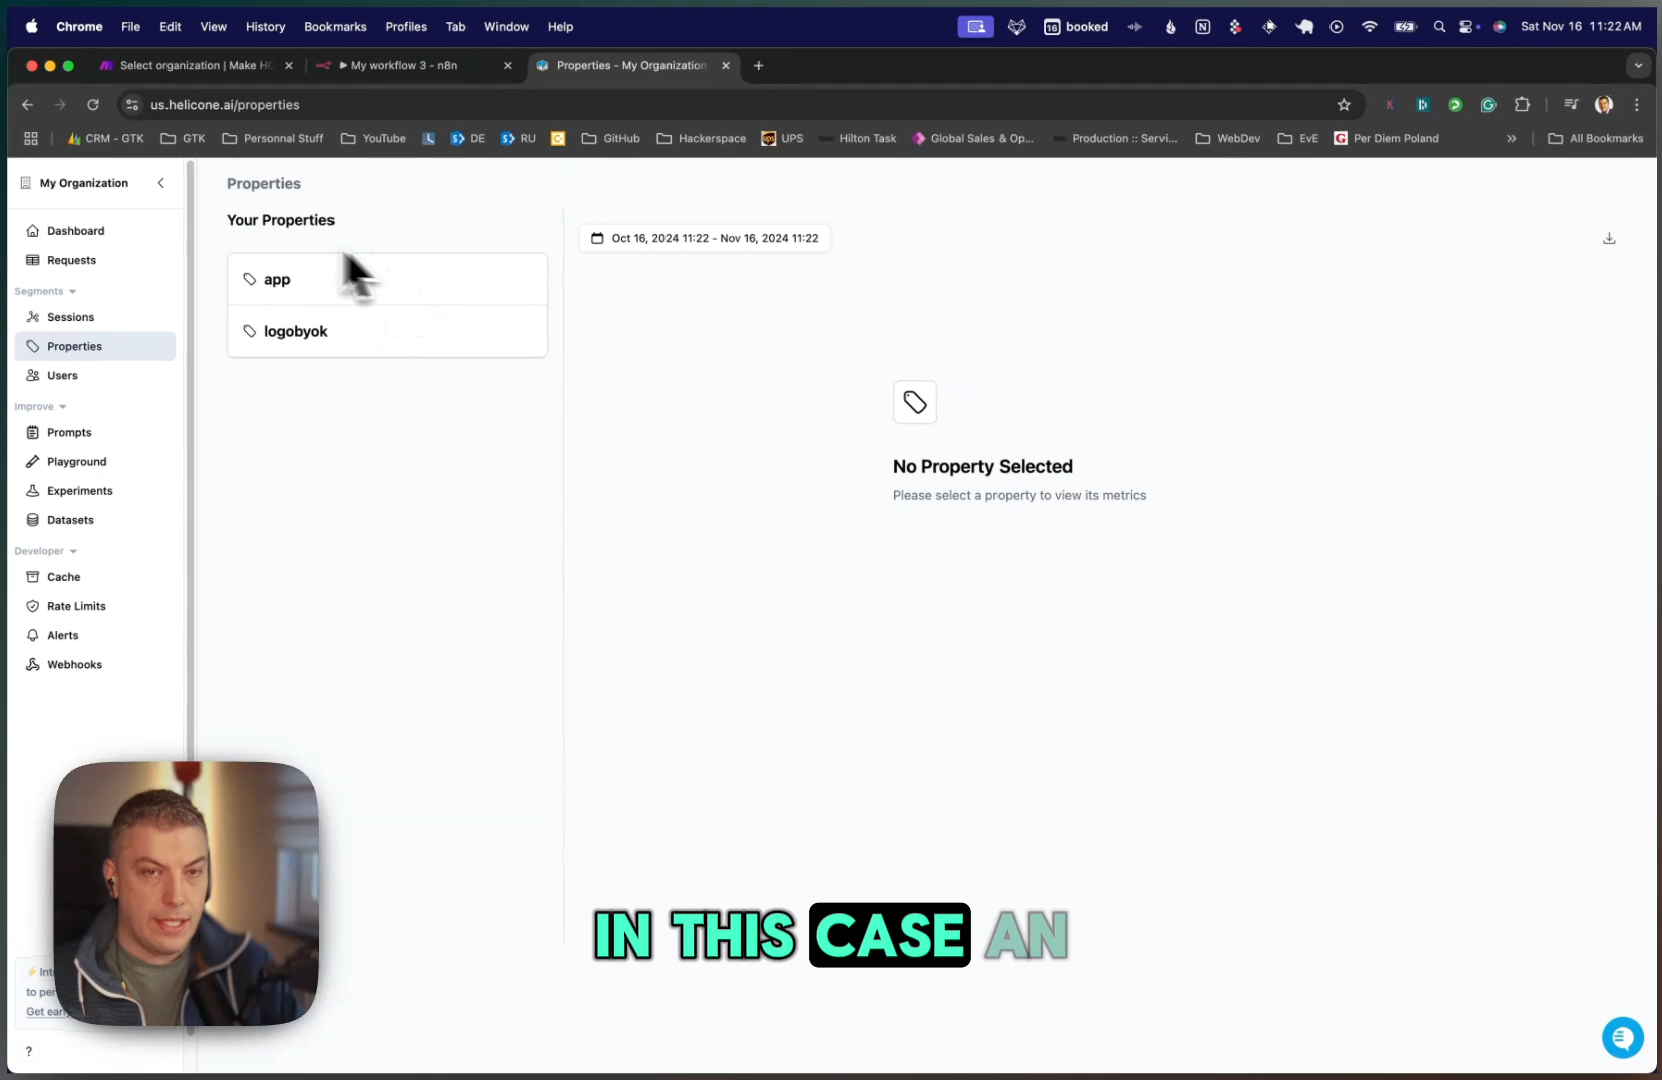 Chrome File Edit View History Bookmarks Profiles Tab Window Help
16 booked
Sat Nov 16 11:22 AM
Select organization | Make HQ
My workflow 3 - n8n
Properties - My Organization
us.helicone.ai/properties
CRM - GTK GTK Personnal Stuff YouTube DE RU GitHub Hackerspace UPS Hilton Task Global Sales & Op... Production :: Servi... WebDev EvE Per Diem Poland » All Bookmarks
My Organization
Dashboard
Requests
Segments
Sessions
Properties
Users
Improve
Prompts
Playground
Experiments
Datasets
Developer
Cache
Rate Limits
Alerts
Webhooks
Get
?
Properties
Your Properties
app
logobyok
Oct 16, 2024 11:22 - Nov 16, 2024 11:22
No Property Selected
Please select a property to view its metrics
IN THIS CASE AN